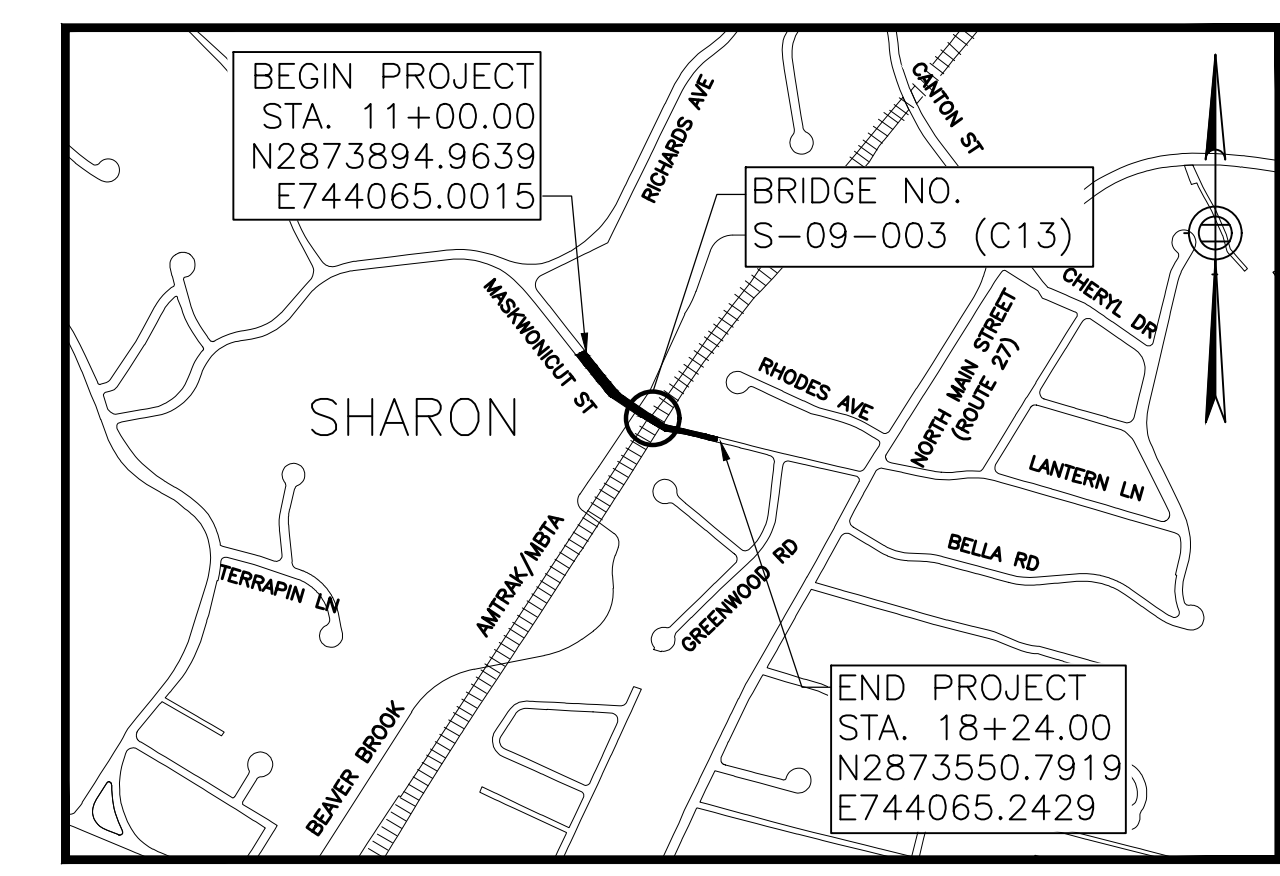 BEGIN PROJECT
STA. 11+00.00
N2873894.9639
E744065.0015
RICHARDS AVE
CANTON ST
BRIDGE NO.
S-09-003 (C13)
MASKWONICUT ST
CHERYL DR
NORTH MAIN STREET
(ROUTE 27)
RHODES AVE
SHARON
LANTERN LN
AMTRAK/MBTA
BELLA RD
GREENWOOD RD
TERRAPIN LN
BEAVER BROOK
END PROJECT
STA. 18+24.00
N2873550.7919
E744065.2429